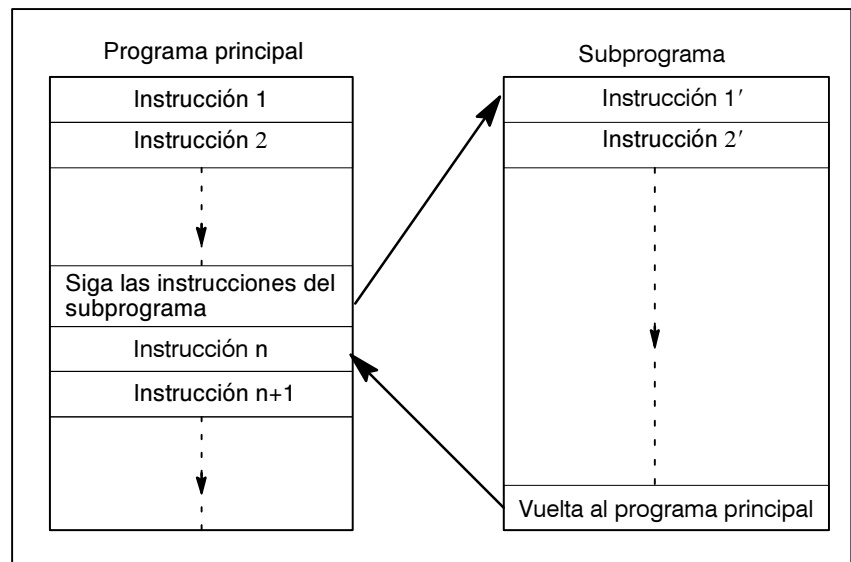 Programa principal
Instrucción 1
Instrucción 2
Siga las instrucciones del
subprograma
Instrucción n
Instrucción n+1
Subprograma
Instrucción 1′
Instrucción 2′
Vuelta al programa principal